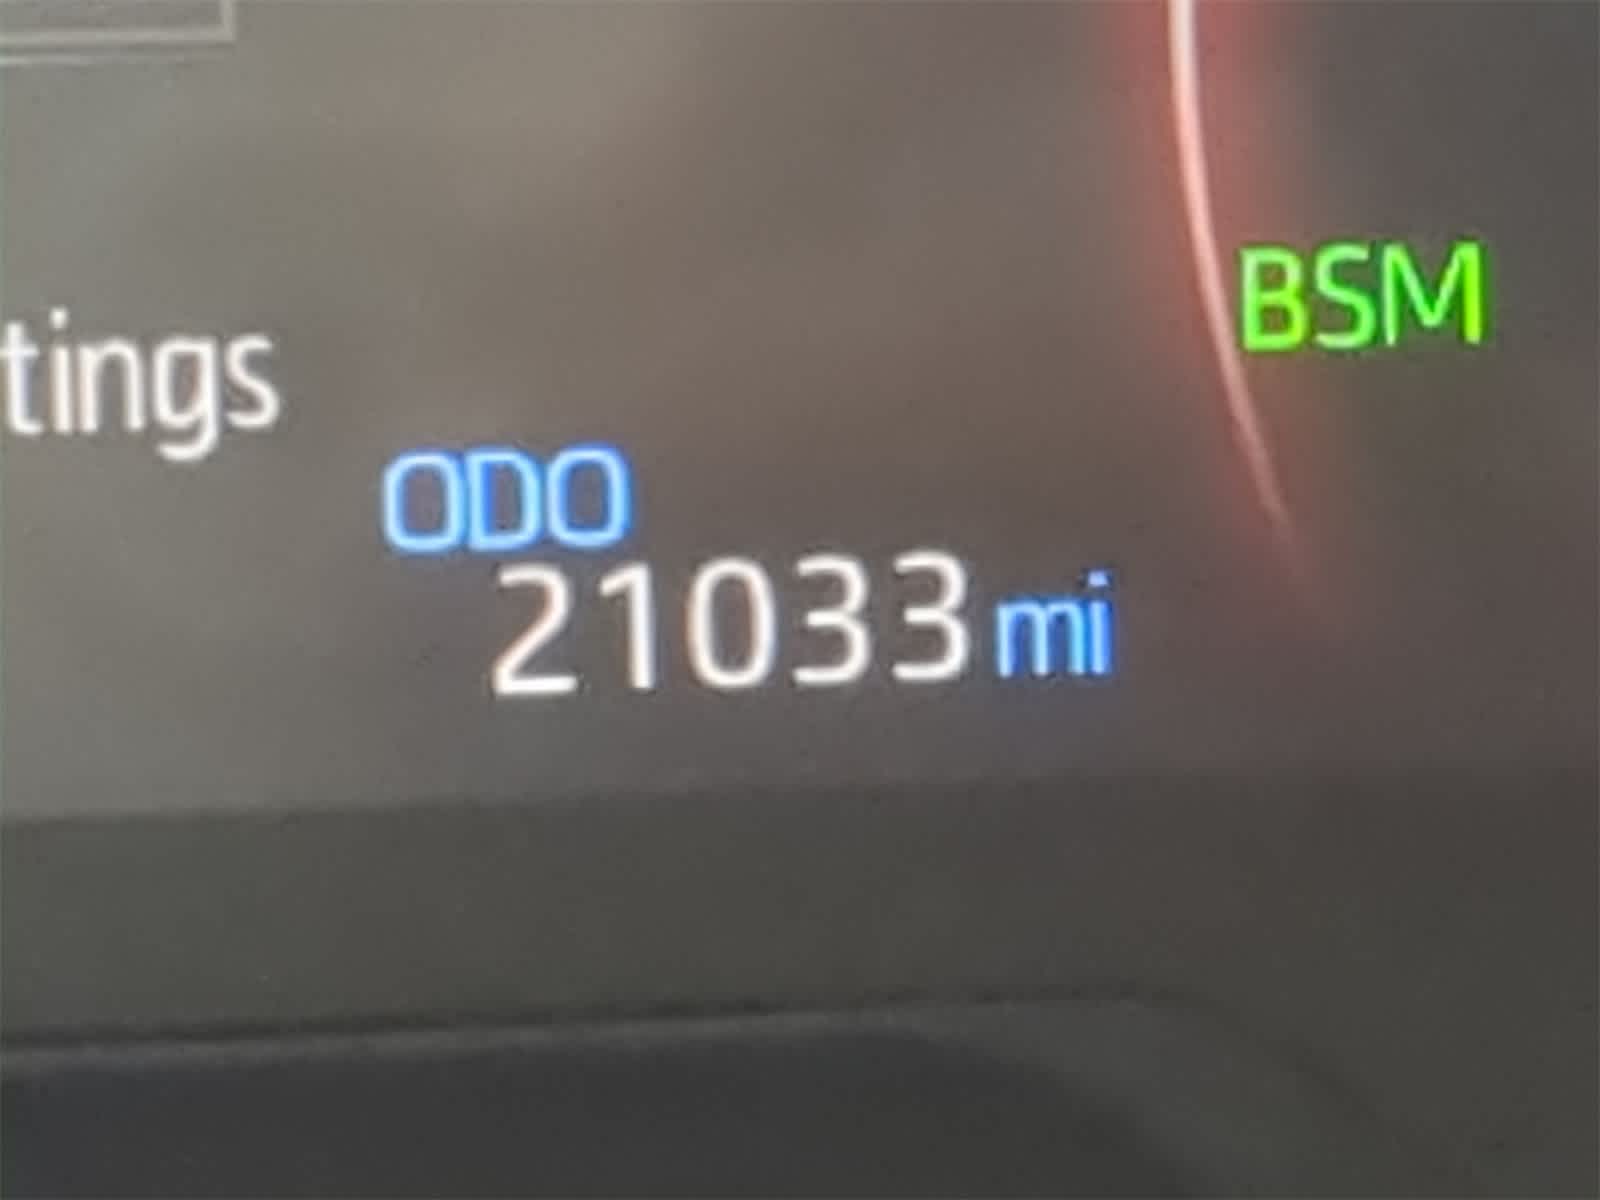 BSM
tings
ODO
21033 mi